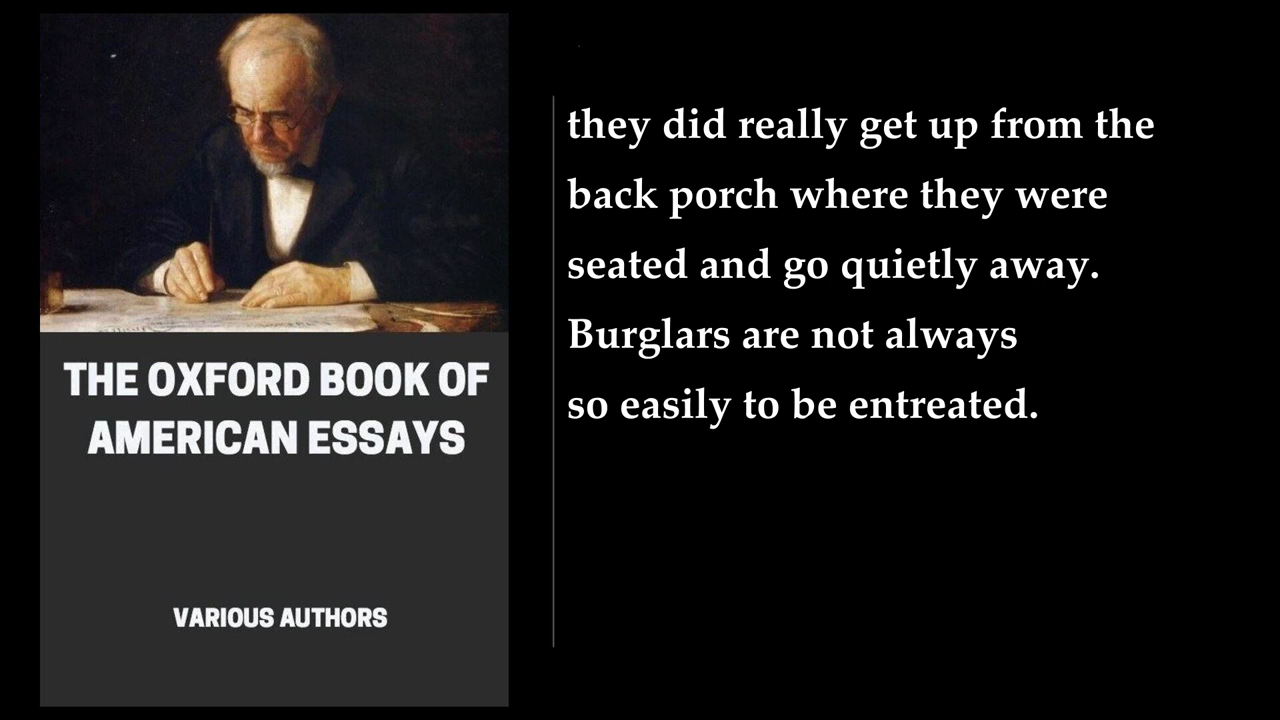 THE OXFORD BOOK OF
AMERICAN ESSAYS
VARIOUS AUTHORS
they did really get up from the
back porch where they were
seated and go quietly away.
Burglars are not always
so easily to be entreated.